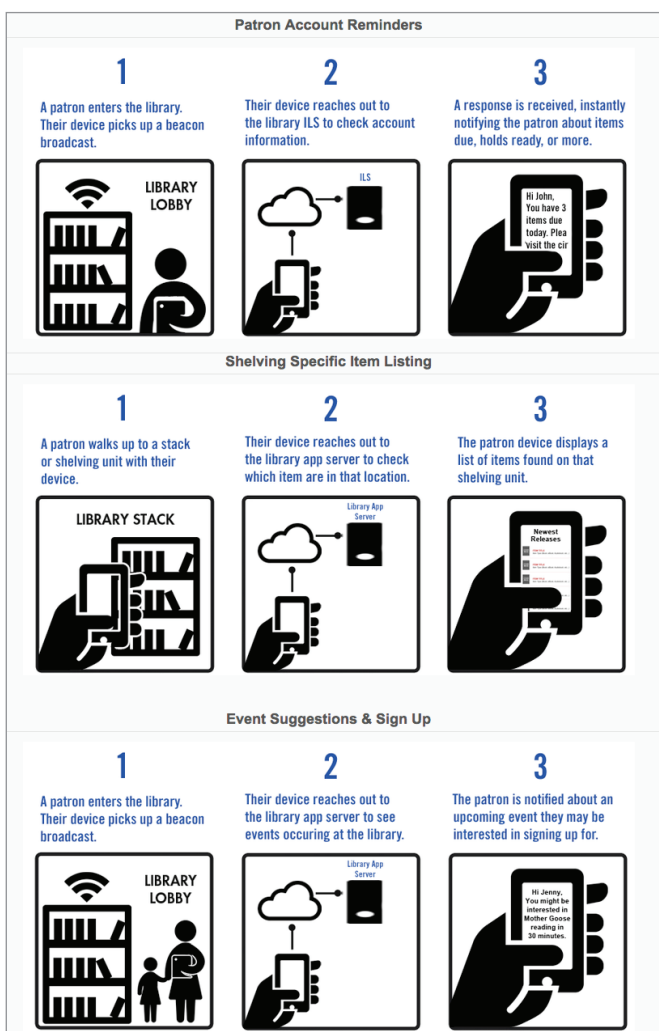 Patron Account Reminders
1
2
3
A patron enters the library.
Their device picks up a beacon
broadcast.
Their device reaches out to
the library ILS to check account
information.
A response is received, instantly
notifying the patron about items
due, holds ready, or more.
LIBRARY
LOBBY
ILS
Hi John,
You have 3
items due
today. Plea
visit the cir
Shelving Specific Item Listing
1
2
3
A patron walks up to a stack
or shelving unit with their
device.
Their device reaches out to
the library app server to check
which item are in that location.
The patron device displays a
list of items found on that
shelving unit.
LIBRARY STACK
Library App
Server
Newest
Releases
Event Suggestions & Sign Up
1
2
3
A patron enters the library.
Their device picks up a beacon
broadcast.
Their device reaches out to
the library app server to see
events occuring at the library.
The patron is notified about an
upcoming event they may be
interested in signing up for.
LIBRARY
LOBBY
Library App
Server
Hi Jenny,
You might be
interested in
Mother Goose
reading in
30 minutes.